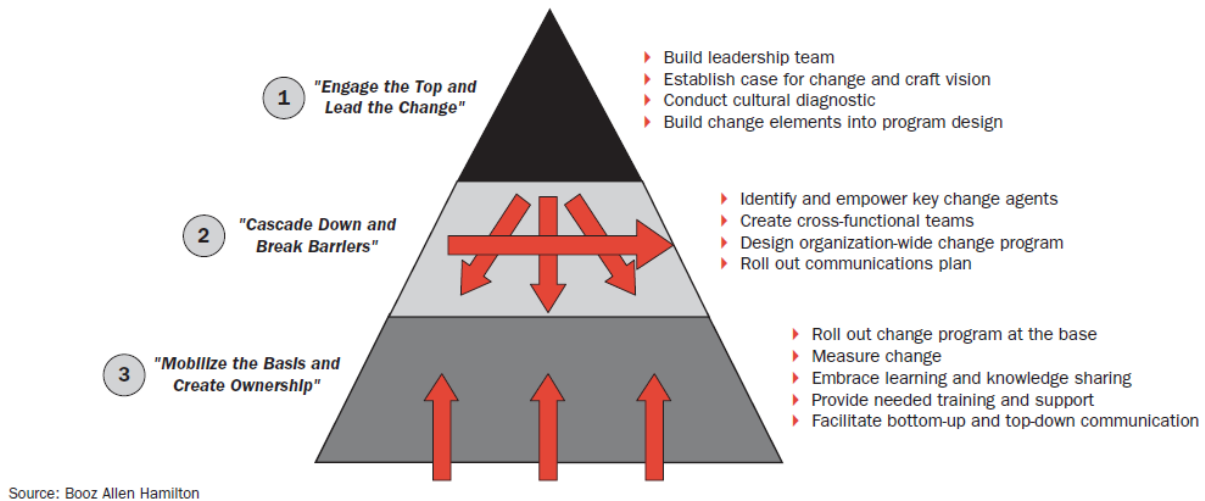 1
"Engage the Top and
Lead the Change"
Build leadership team
Establish case for change and craft vision
Conduct cultural diagnostic
Build change elements into program design
2
"Cascade Down and
Break Barriers"
Identify and empower key change agents
Create cross-functional teams
Design organization-wide change program
Roll out communications plan
3
"Mobilize the Basis and
Create Ownership"
Roll out change program at the base
Measure change
Embrace learning and knowledge sharing
Provide needed training and support
Facilitate bottom-up and top-down communication
Source: Booz Allen Hamilton